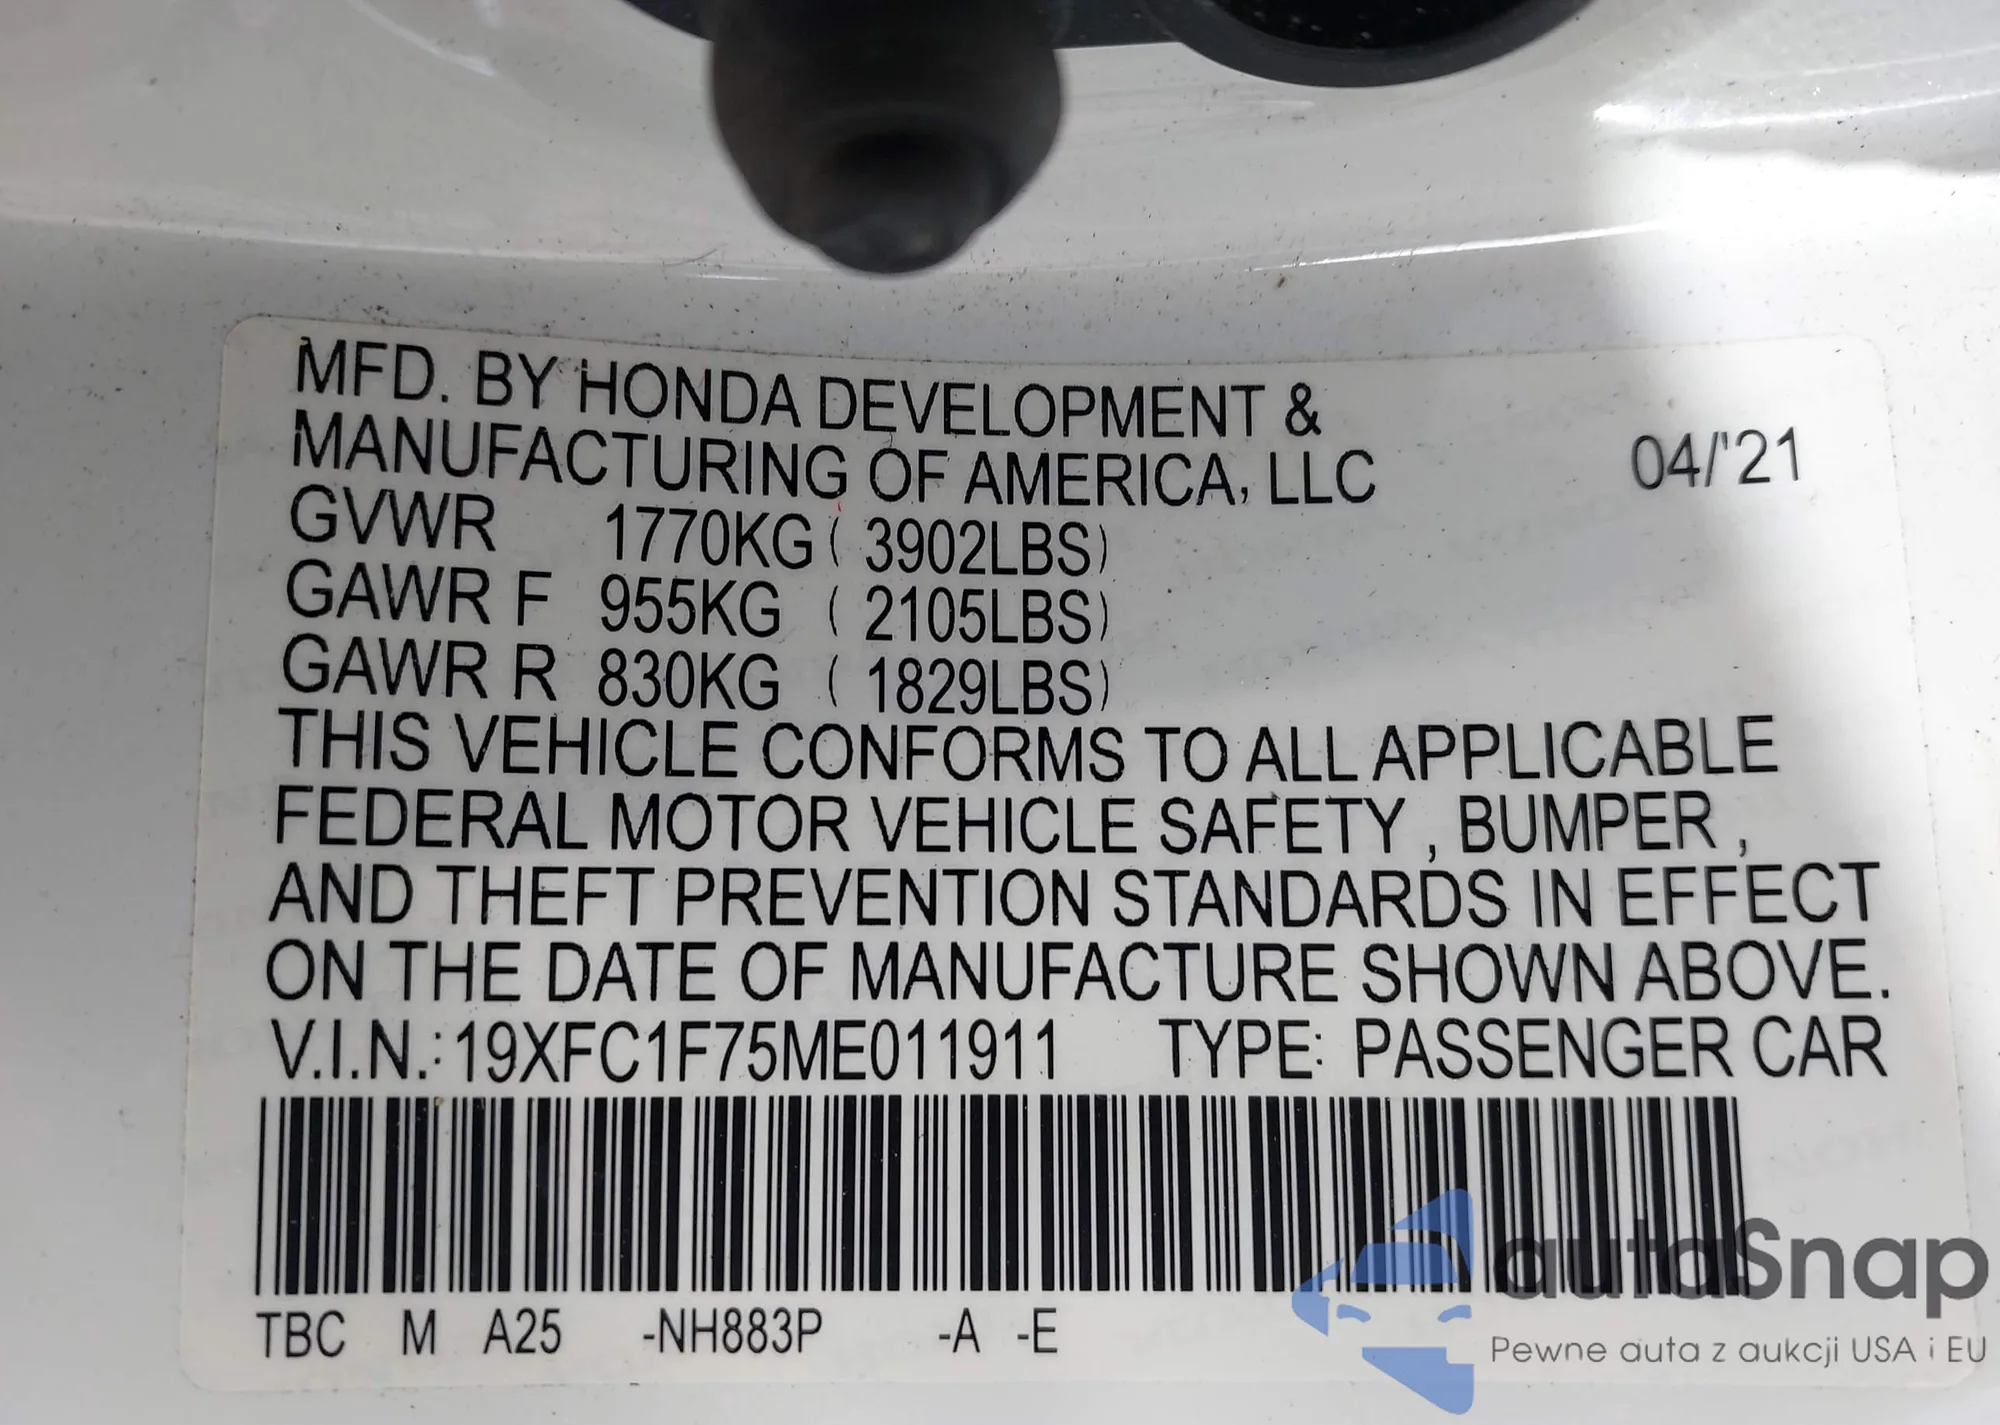 MFD. BY HONDA DEVELOPMENT &
MANUFACTURING OF AMERICA, LLC 04/'21
GVWR 1770KG ( 3902LBS)
GAWR F 955KG ( 2105LBS)
GAWR R 830KG ( 1829LBS)
THIS VEHICLE CONFORMS TO ALL APPLICABLE
FEDERAL MOTOR VEHICLE SAFETY , BUMPER ,
AND THEFT PREVENTION STANDARDS IN EFFECT
ON THE DATE OF MANUFACTURE SHOWN ABOVE.
V.I.N.:19XFC1F75ME011911 TYPE: PASSENGER CAR
TBC M A25 -NH883P -A -E
autoSnap
Pewne auta z aukcji USA i EU